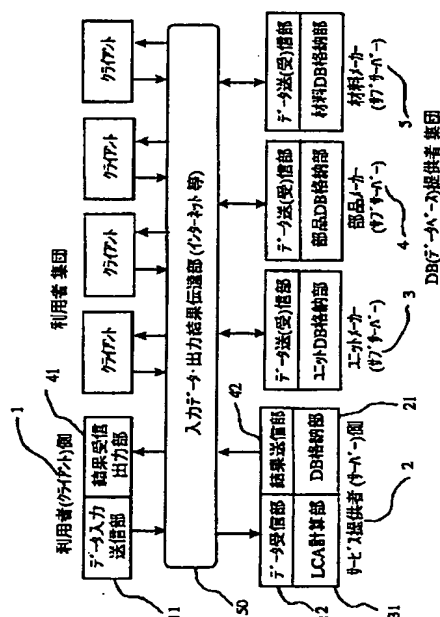 利用者 集団
1
利用者(クライアント)側
41
データ入力
送信部
結果受信
出力部
クライアント
クライアント
クライアント
クライアント
11
入力データ・出力結果伝達部(インターネット等)
50
42
データ受信部
結果送信部
LCA計算部
DB格納部
サービス提供者(サーバー)側
21
2
データ送(受)信部
ユニットDB格納部
ユニットメーカー
(サブサーバー)
3
データ送(受)信部
部品DB格納部
部品メーカー
(サブサーバー)
4
データ送(受)信部
材料DB格納部
材料メーカー
(サブサーバー)
5
DB(データベース)提供者 集団